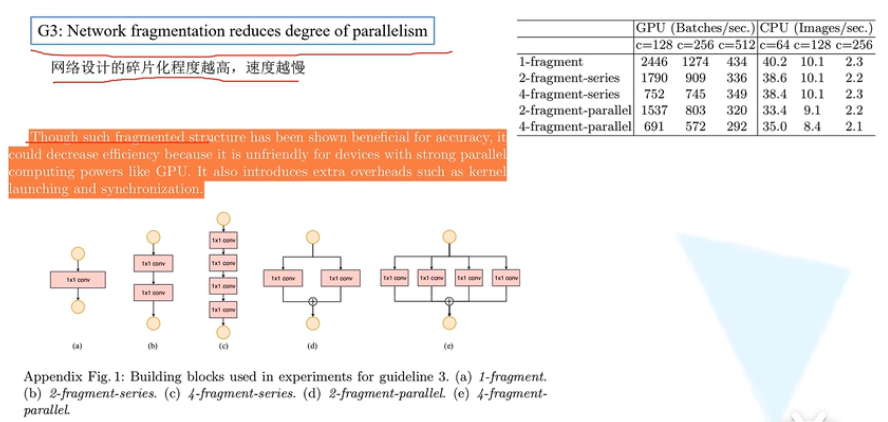 G3: Network fragmentation reduces degree of parallelism
网络设计的碎片化程度越高，速度越慢
Though such fragmented structure has been shown beneficial for accuracy, it
could decrease efficiency because it is unfriendly for devices with strong parallel
computing powers like GPU. It also introduces extra overheads such as kernel
launching and synchronization.
GPU (Batches/sec.) CPU (Images/sec.)
c=128 c=256 c=512 c=64 c=128 c=256
1-fragment 2446 1274 434 40.2 10.1 2.3
2-fragment-series 1790 909 336 38.6 10.1 2.2
4-fragment-series 752 745 349 38.4 10.1 2.3
2-fragment-parallel 1537 803 320 33.4 9.1 2.2
4-fragment-parallel 691 572 292 35.0 8.4 2.1
1x1 conv
1x1 conv
1x1 conv
1x1 conv
1x1 conv
1x1 conv
1x1 conv
1x1 conv 1x1 conv
1x1 conv 1x1 conv 1x1 conv 1x1 conv
(a) (b) (c) (d) (e)
Appendix Fig. 1: Building blocks used in experiments for guideline 3. (a) 1-fragment.
(b) 2-fragment-series. (c) 4-fragment-series. (d) 2-fragment-parallel. (e) 4-fragment-
parallel.